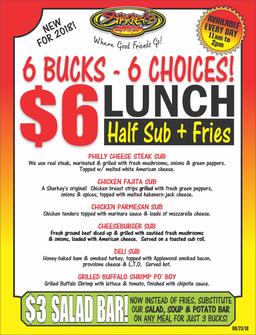 NEW
FOR 2018!
Sharkey's
Where Good Friends Go!
AVAILABLE
EVERY DAY
11am to
2pm
6 BUCKS - 6 CHOICES!
$6 LUNCH
Half Sub + Fries
PHILLY CHEESE STEAK SUB
We use real steak, marinated & grilled with fresh mushrooms, onions & green peppers.
Topped w/ melted white American cheese.
CHICKEN FAJITA SUB
A Sharkey's original! Chicken breast strips grilled with fresh green peppers,
onions & spices, topped with melted habanero-jack cheese.
CHICKEN PARMESAN SUB
Chicken tenders topped with marinara sauce & loads of mozzarella cheese.
CHEESEBURGER SUB
Fresh ground beef diced up & grilled with sautéed fresh mushrooms
& onions, loaded with American cheese. Served on a toasted sub roll.
DELI SUB
Honey-baked ham & smoked turkey, topped with Applewood smoked bacon,
provolone cheese & L.T.O. Served hot.
GRILLED BUFFALO SHRIMP PO' BOY
Grilled Buffalo Shrimp with lettuce & tomato, finished with chipotle sauce.
$3 SALAD BAR!
NOW INSTEAD OF FRIES, SUBSTITUTE
OUR SALAD, SOUP & POTATO BAR
ON ANY MEAL FOR JUST 3 BUCKS!